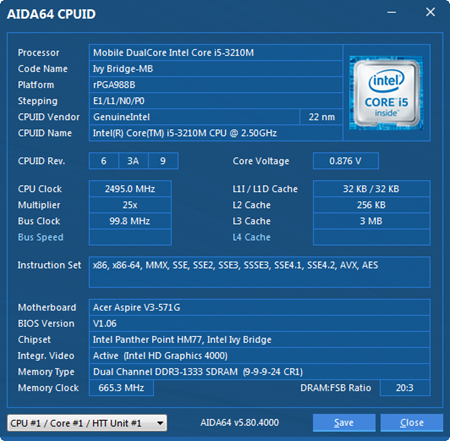 AIDA64 CPUID
Processor Mobile DualCore Intel Core i5-3210M
Code Name Ivy Bridge-MB
Platform rPGA988B
Stepping E1/L1/N0/P0
CPUID Vendor GenuineIntel 22 nm
CPUID Name Intel(R) Core(TM) i5-3210M CPU @ 2.50GHz
intel
CORE i5
inside™
CPUID Rev. 6 3A 9 Core Voltage 0.876 V
CPU Clock 2495.0 MHz L1I / L1D Cache 32 KB / 32 KB
Multiplier 25x L2 Cache 256 KB
Bus Clock 99.8 MHz L3 Cache 3 MB
Bus Speed L4 Cache
Instruction Set x86, x86-64, MMX, SSE, SSE2, SSE3, SSSE3, SSE4.1, SSE4.2, AVX, AES
Motherboard Acer Aspire V3-571G
BIOS Version V1.06
Chipset Intel Panther Point HM77, Intel Ivy Bridge
Integr. Video Active (Intel HD Graphics 4000)
Memory Type Dual Channel DDR3-1333 SDRAM (9-9-9-24 CR1)
Memory Clock 665.3 MHz DRAM:FSB Ratio 20:3
CPU #1 / Core #1 / HTT Unit #1 AIDA64 v5.80.4000 Save Close